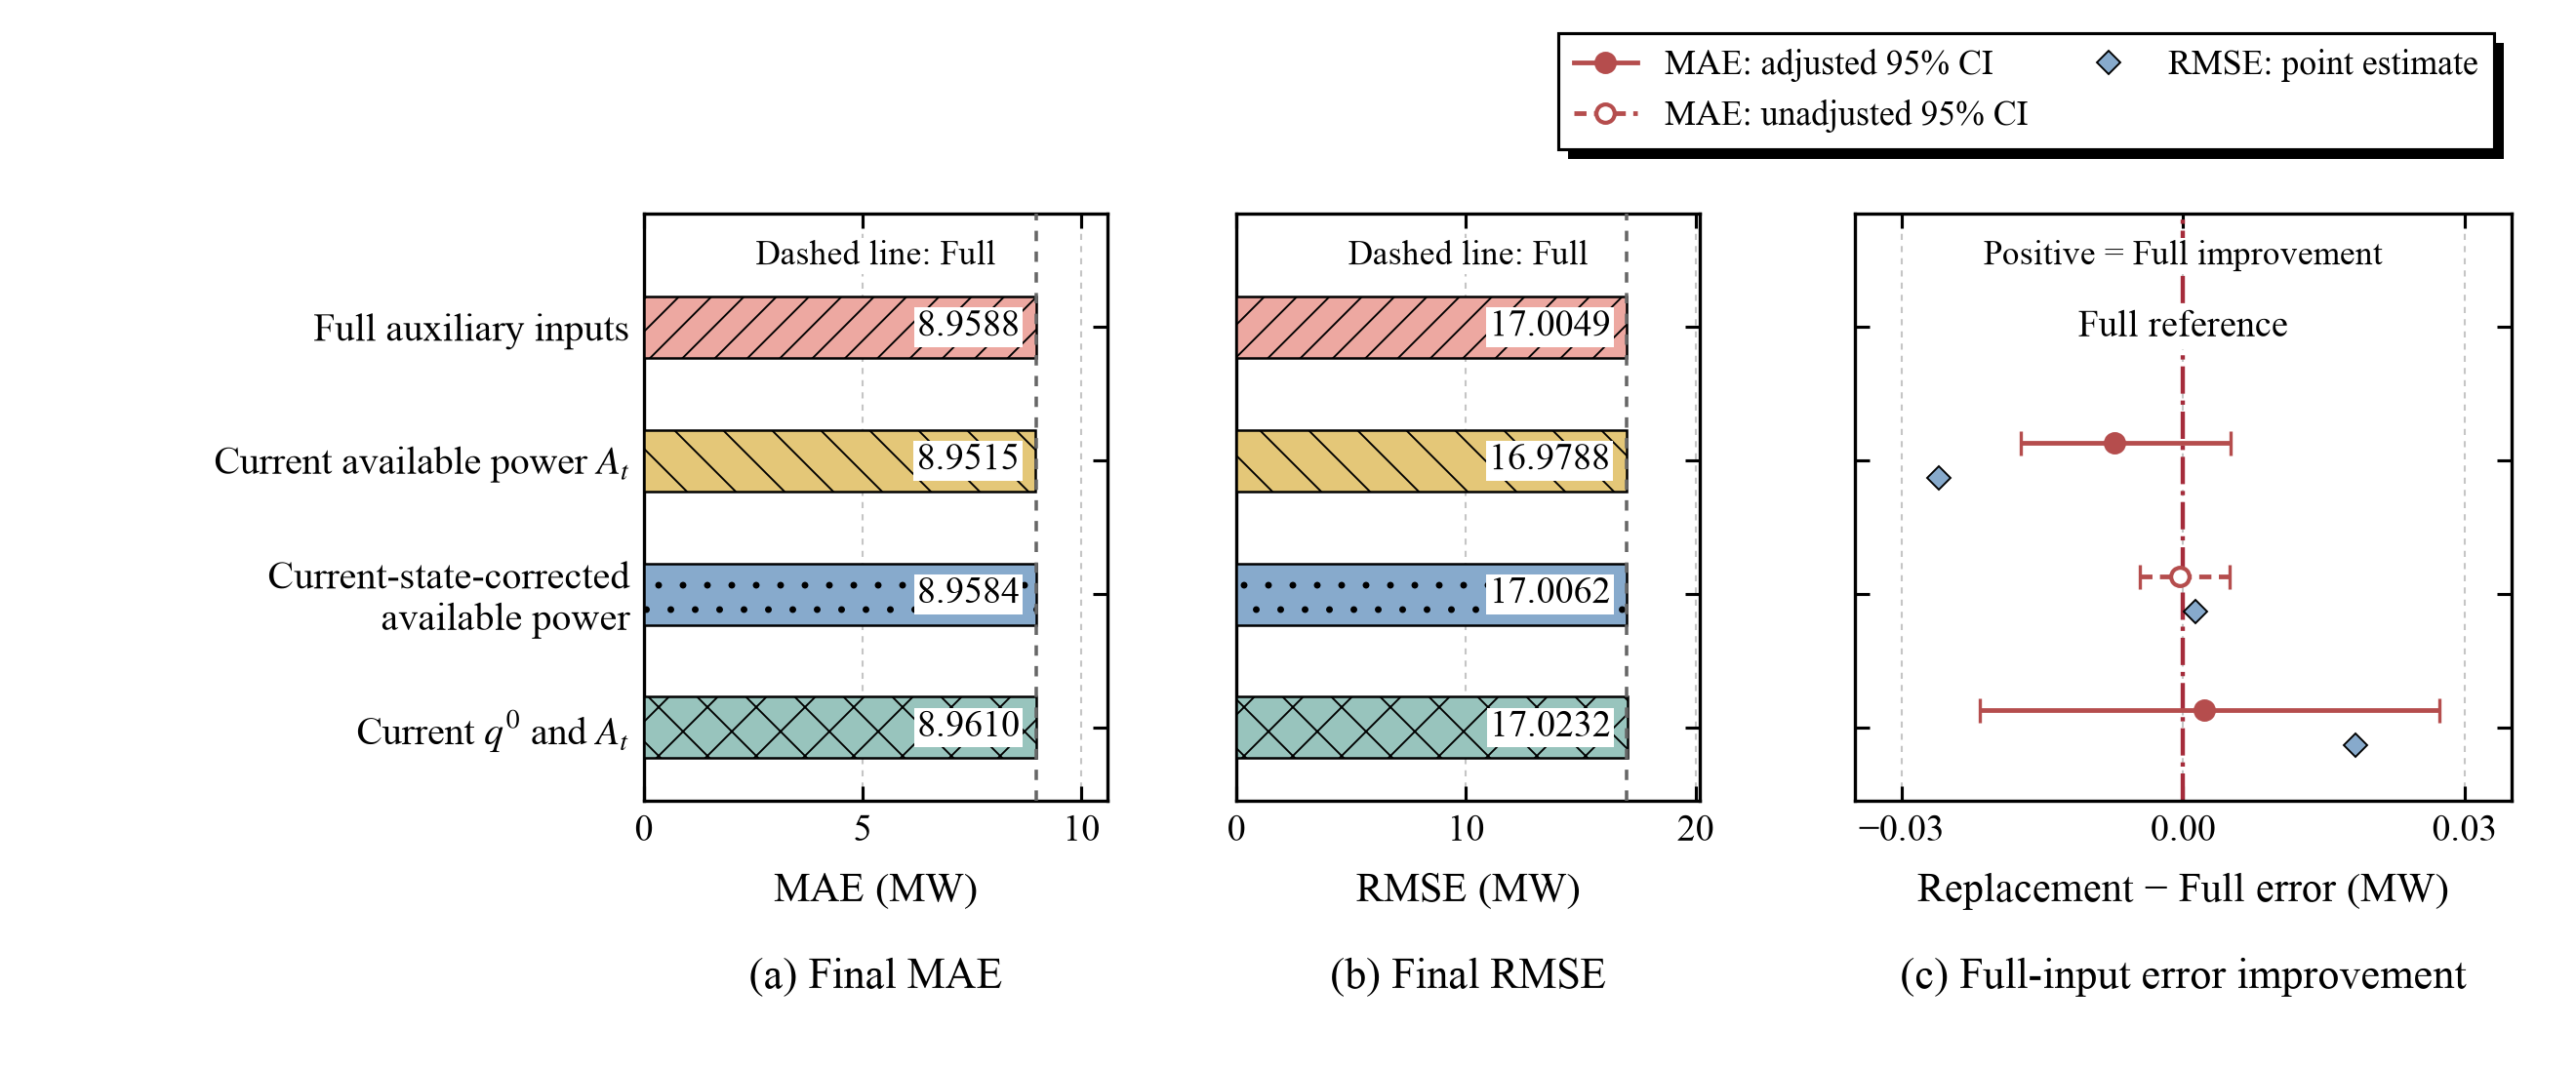 MAE: adjusted 95% CI
RMSE: point estimate
MAE: unadjusted 95% CI
Dashed line: Full
Dashed line: Full
Positive = Full improvement
Full auxiliary inputs
8.9588
17.0049
Full reference
Current available power Aₜ
8.9515
16.9788
Current-state-corrected
available power
8.9584
17.0062
Current q⁰ and Aₜ
8.9610
17.0232
0
5
10
0
10
20
−0.03
0.00
0.03
MAE (MW)
RMSE (MW)
Replacement − Full error (MW)
(a) Final MAE
(b) Final RMSE
(c) Full-input error improvement